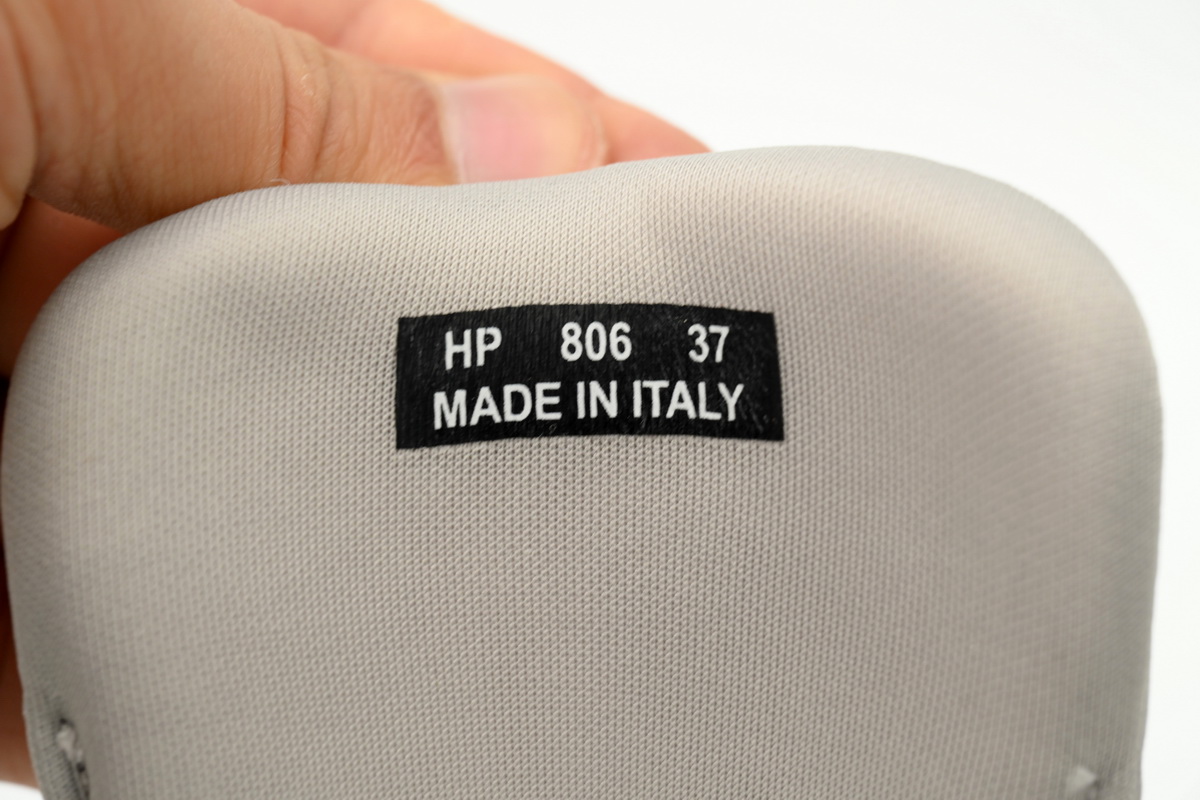 HP 806 37
MADE IN ITALY